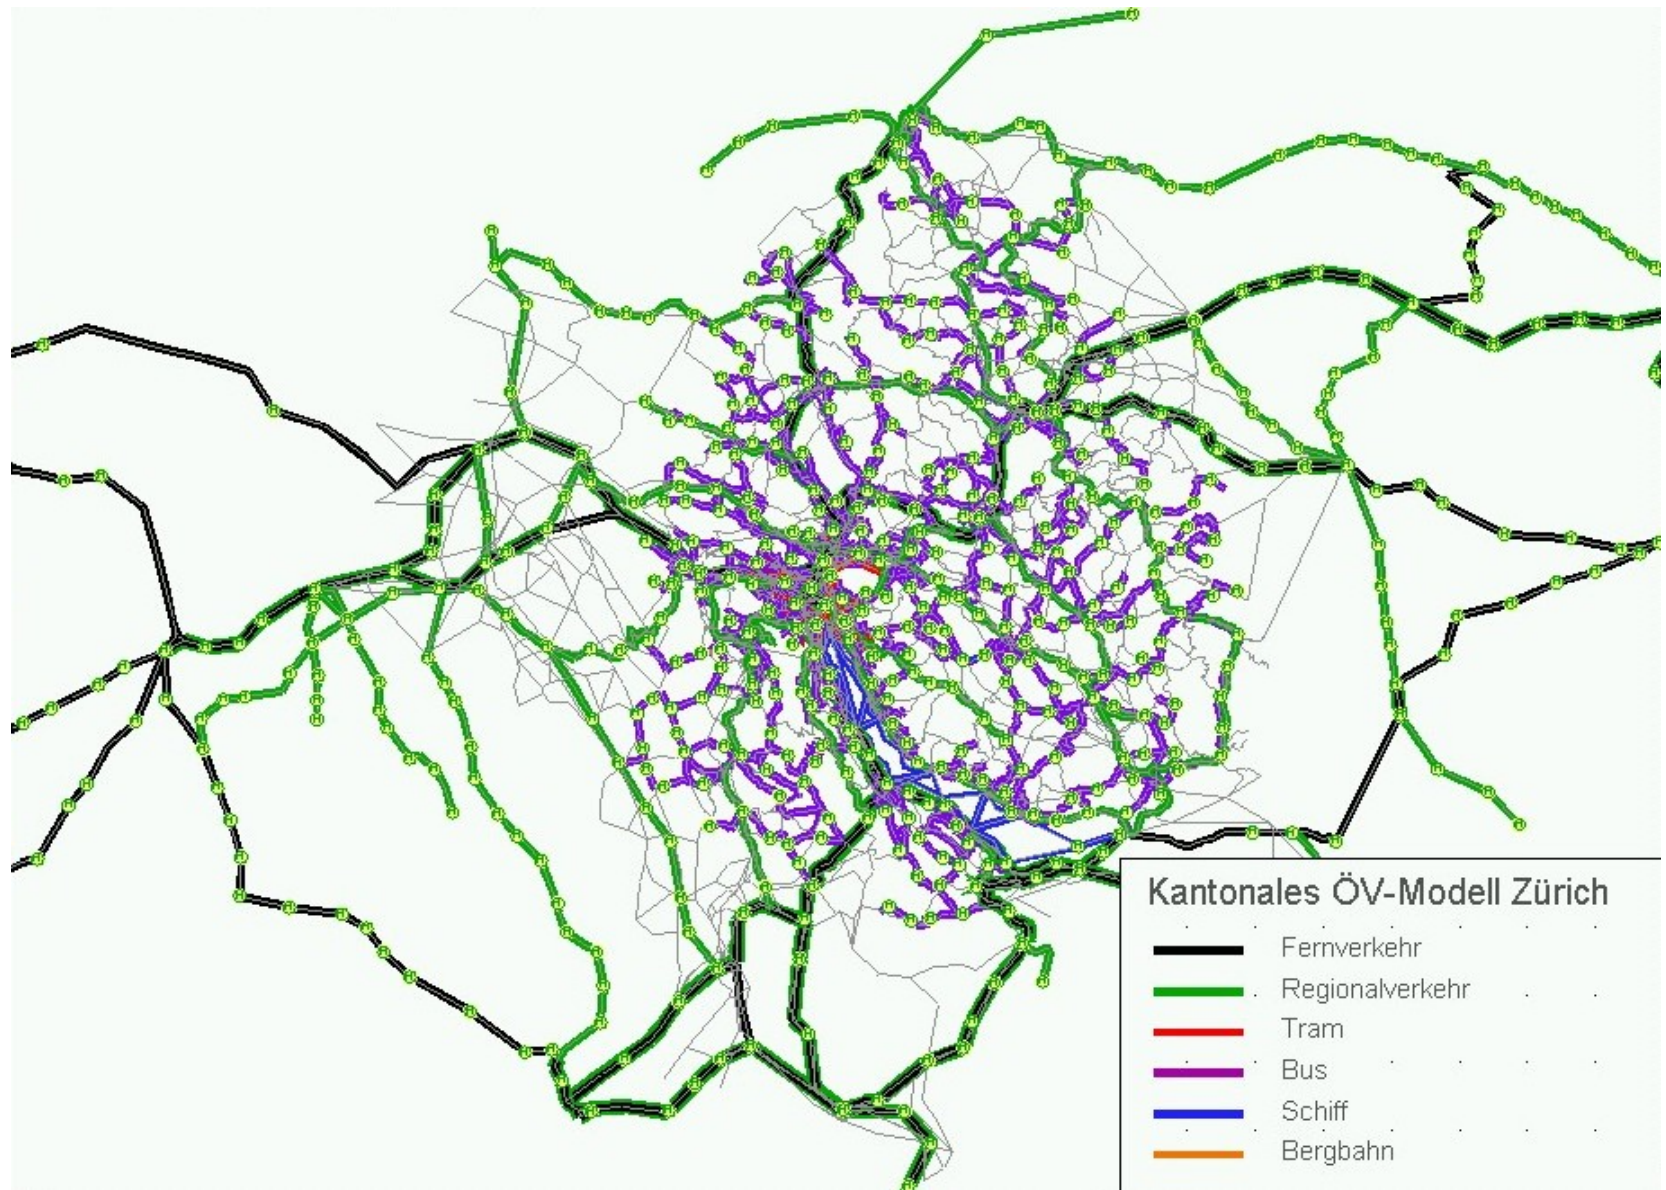 Kantonales ÖV-Modell Zürich
Fernverkehr
Regionalverkehr
Tram
Bus
Schiff
Bergbahn